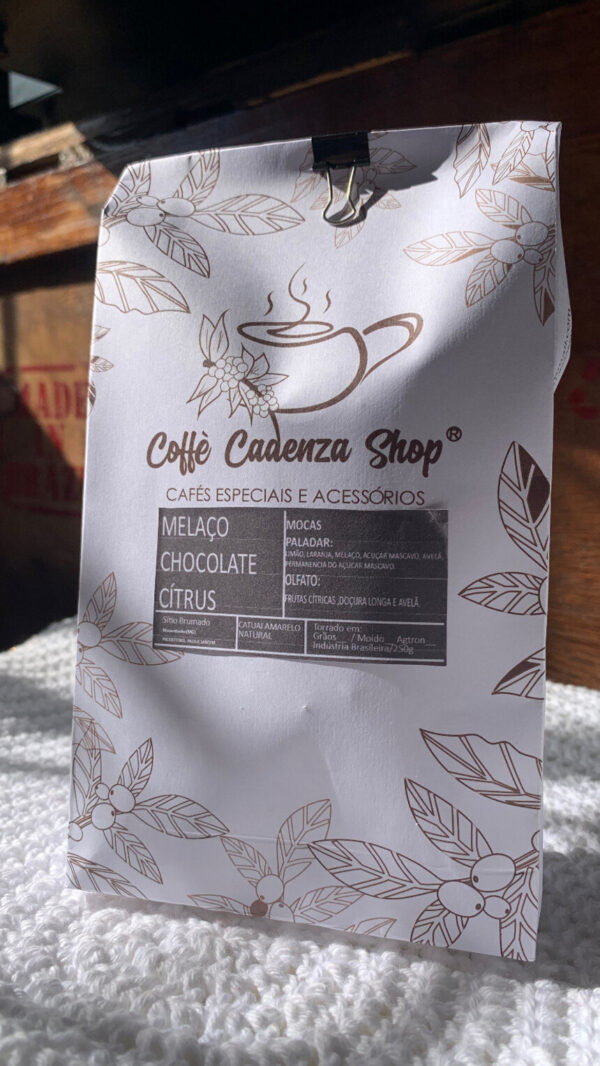 Coffè Cadenza Shop®
CAFÉS ESPECIAIS E ACESSÓRIOS
MELAÇO
CHOCOLATE
CÍTRUS
MOCAS
PALADAR:
LIMÃO, LARANJA, MELAÇO, AÇUCAR MASCAVO, AVELÃ,
PERMANENCIA DO AÇUCAR MASCAVO.
OLFATO:
FRUTAS CÍTRICAS ,DOÇURA LONGA E AVELÃ.
Sítio Brumado
CATUAI AMARELO
NATURAL
Torrado em:
Grãos / Moído Agtron
Indústria Brasileira/250g
MADE
IN